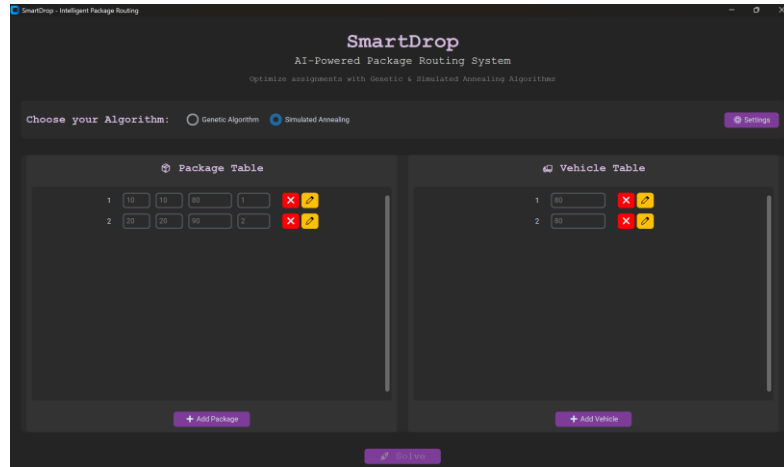 SmartDrop - Intelligent Package Routing
SmartDrop
AI-Powered Package Routing System
Optimize assignments with Genetic & Simulated Annealing Algorithms
Choose your Algorithm: Genetic Algorithm Simulated Annealing Settings
Package Table
1 10 10 80 1
2 20 20 90 2
+ Add Package
Vehicle Table
1 80
2 80
+ Add Vehicle
Solve